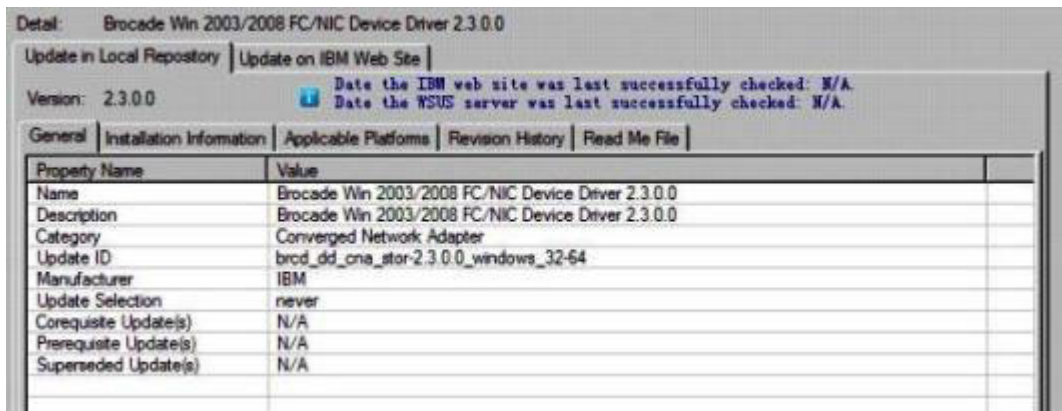 Detail: Brocade Win 2003/2008 FC/NIC Device Driver 2.3.0.0
Update in Local Repository Update on IBM Web Site
Date the IBM web site was last successfully checked: N/A
Version: 2.3.0.0 Date the WSUS server was last successfully checked: N/A
General Installation Information Applicable Platforms Revision History Read Me File
Property Name Value
Name Brocade Win 2003/2008 FC/NIC Device Driver 2.3.0.0
Description Brocade Win 2003/2008 FC/NIC Device Driver 2.3.0.0
Category Converged Network Adapter
Update ID brcd_dd_cna_stor-2.3.0.0_windows_32-64
Manufacturer IBM
Update Selection never
Corequisite Update(s) N/A
Prerequisite Update(s) N/A
Superseded Update(s) N/A